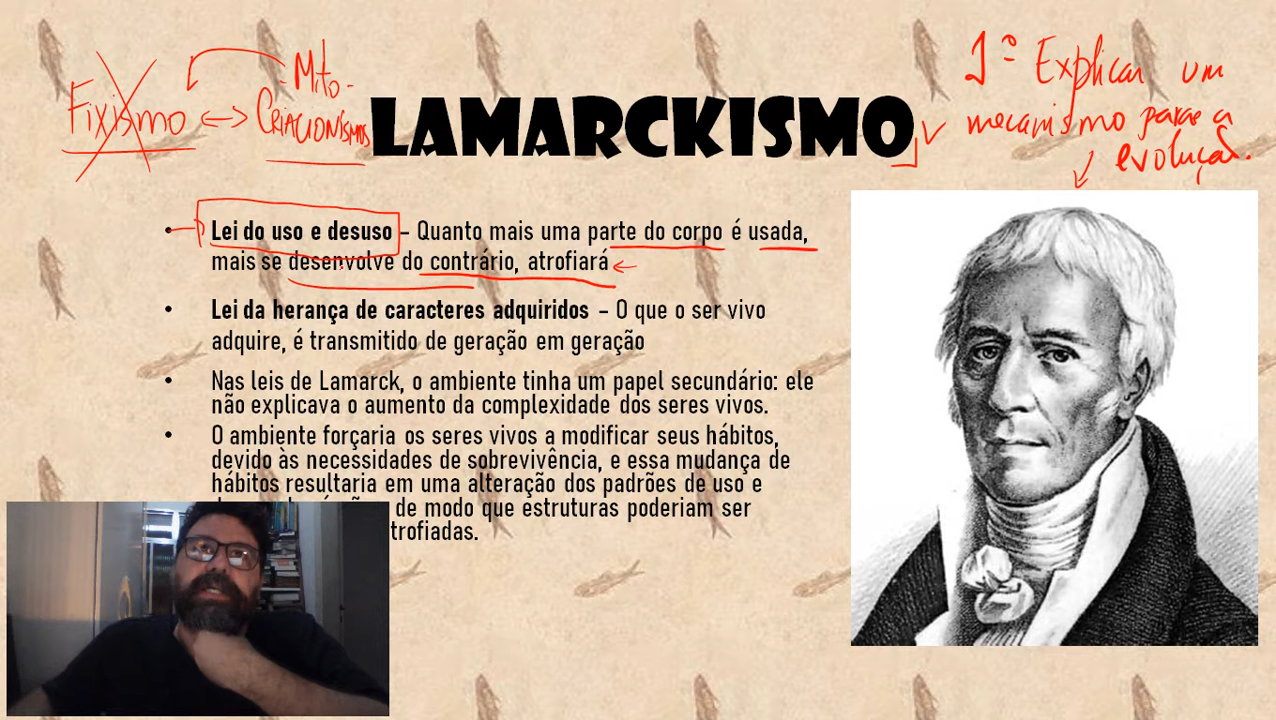 Fixismo <-> Mito-
CRIACIONISMOS
LAMARCKISMO
1º Explicar um
mecanismo para a
evolução.
• Lei do uso e desuso – Quanto mais uma parte do corpo é usada,
mais se desenvolve do contrário, atrofiará
• Lei da herança de caracteres adquiridos – O que o ser vivo
adquire, é transmitido de geração em geração
• Nas leis de Lamarck, o ambiente tinha um papel secundário: ele
não explicava o aumento da complexidade dos seres vivos.
• O ambiente forçaria os seres vivos a modificar seus hábitos,
devido às necessidades de sobrevivência, e essa mudança de
hábitos resultaria em uma alteração dos padrões de uso e
de modo que estruturas poderiam ser
trofiadas.